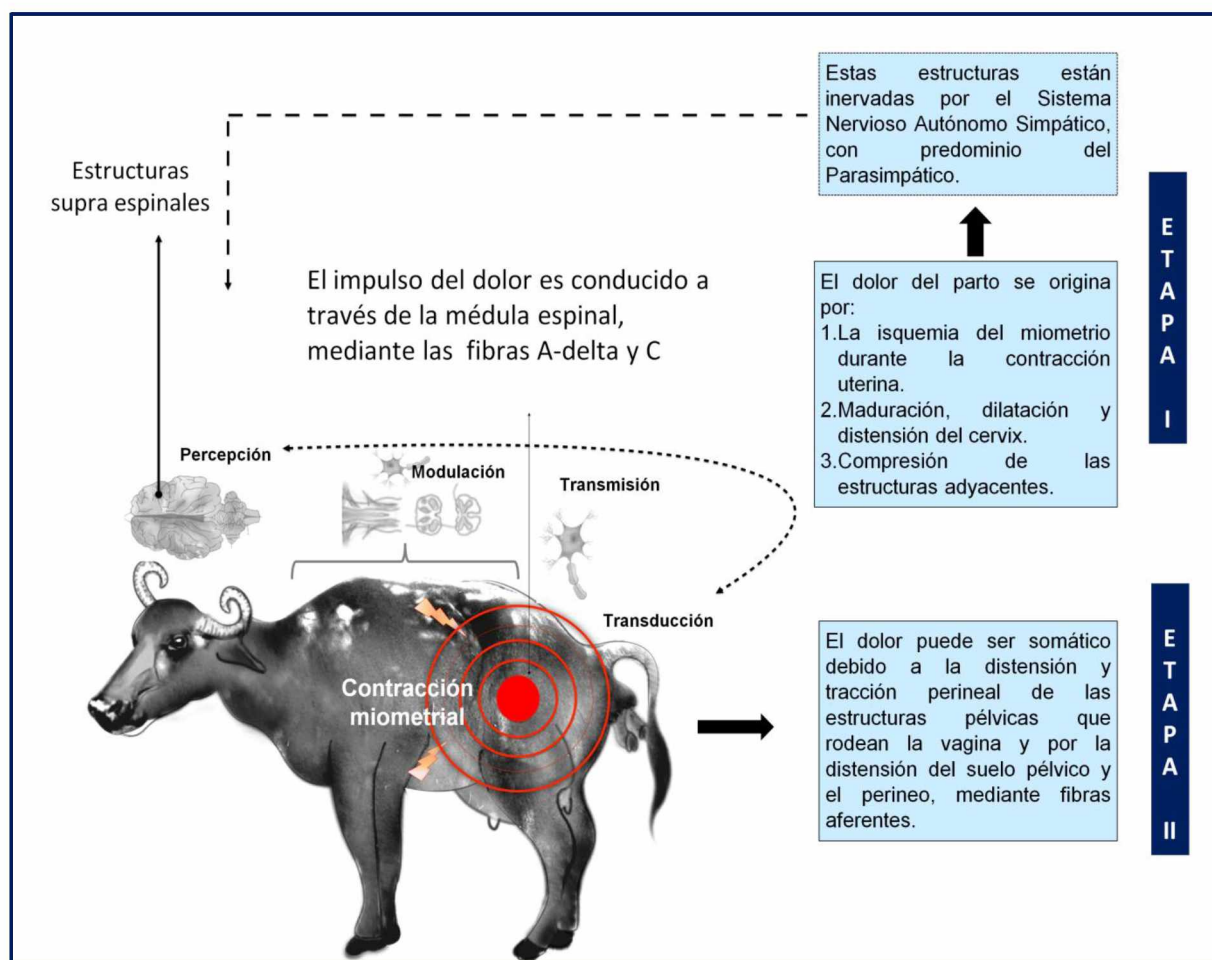 Estas estructuras están
inervadas por el Sistema
Nervioso Autónomo Simpático,
con predominio del
Parasimpático.
Estructuras
supra espinales
El impulso del dolor es conducido a
través de la médula espinal,
mediante las fibras A-delta y C
El dolor del parto se origina
por:
1.La isquemia del miometrio
durante la contracción
uterina.
2.Maduración, dilatación y
distensión del cervix.
3.Compresión de las
estructuras adyacentes.
ETAPA I
Percepción
Modulación
Transmisión
Transducción
Contracción
miometrial
El dolor puede ser somático
debido a la distensión y
tracción perineal de las
estructuras pélvicas que
rodean la vagina y por la
distensión del suelo pélvico y
el perineo, mediante fibras
aferentes.
ETAPA II